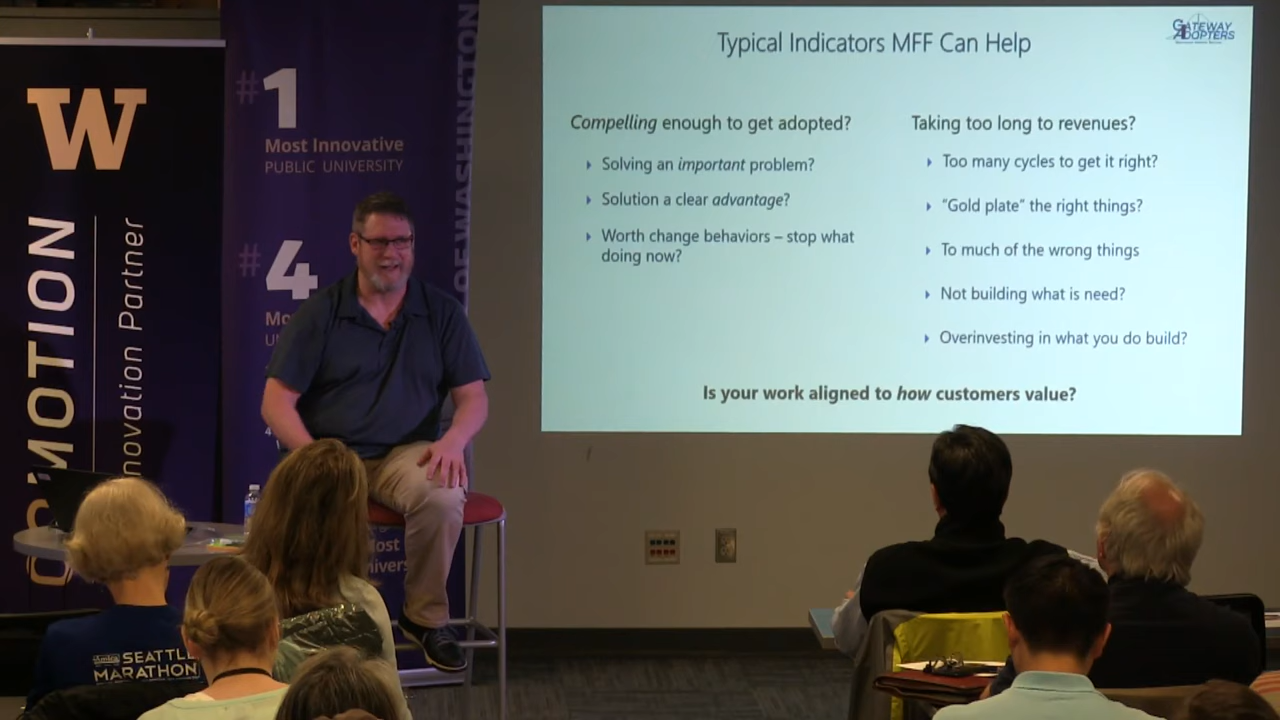 W
COMOTION
Innovation Partner
#1
Most Innovative
PUBLIC UNIVERSITY
#4
OF WASHINGTON
SEATTLE
MARATHON
GATEWAY
ADOPTERS
Typical Indicators MFF Can Help
Compelling enough to get adopted?
Solving an important problem?
Solution a clear advantage?
Worth change behaviors – stop what
doing now?
Taking too long to revenues?
Too many cycles to get it right?
“Gold plate” the right things?
To much of the wrong things
Not building what is need?
Overinvesting in what you do build?
Is your work aligned to how customers value?